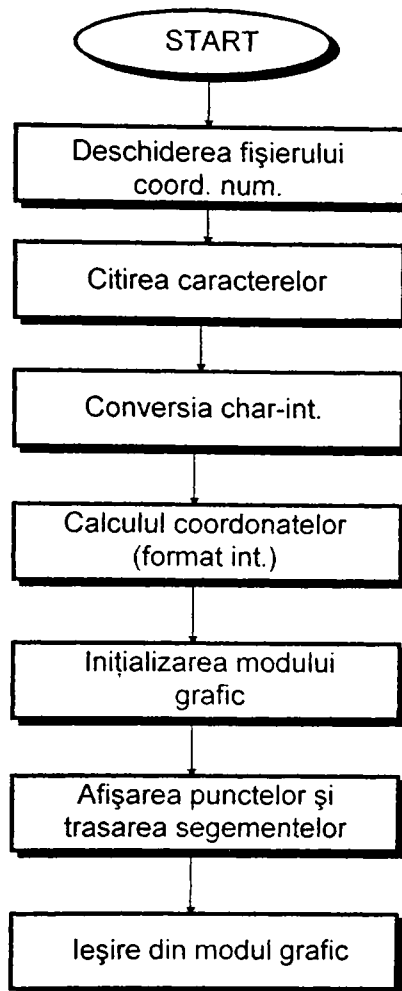 START
Deschiderea fişierului
coord. num.
Citirea caracterelor
Conversia char-int.
Calculul coordonatelor
(format int.)
Iniţializarea modului
grafic
Afişarea punctelor şi
trasarea segementelor
Ieşire din modul grafic